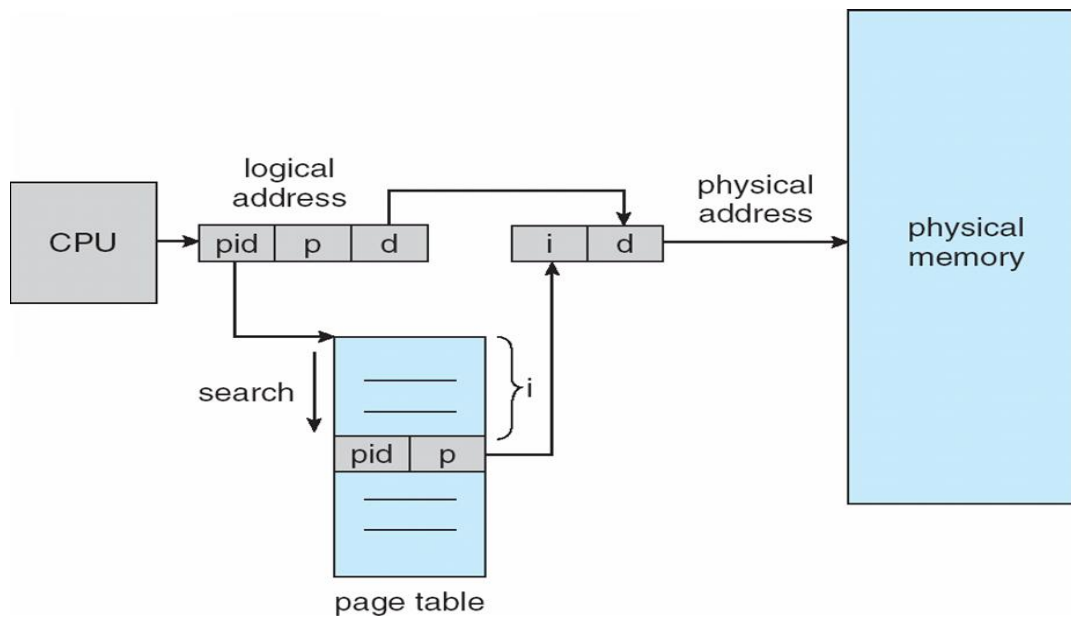 logical
address
physical
address
CPU
pid p d
i d
physical
memory
search
i
pid p
page table